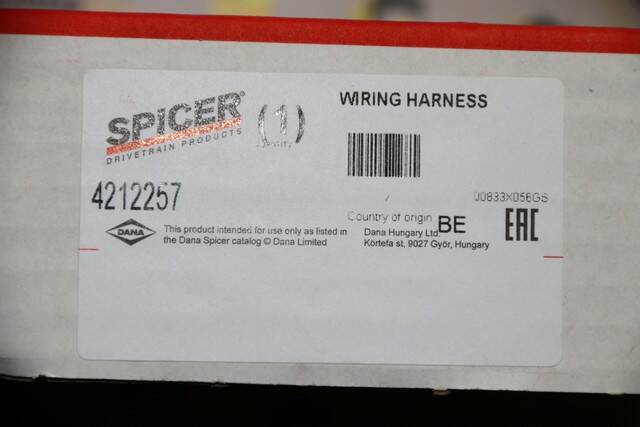 SPICER®
DRIVETRAIN PRODUCTS
(1)
WIRING HARNESS
4212257
00833X056GS
DANA
This product intended for use only as listed in
the Dana Spicer catalog © Dana Limited
Country of origin BE
Dana Hungary Ltd.
Körtefa st, 9027 Győr, Hungary
EAC